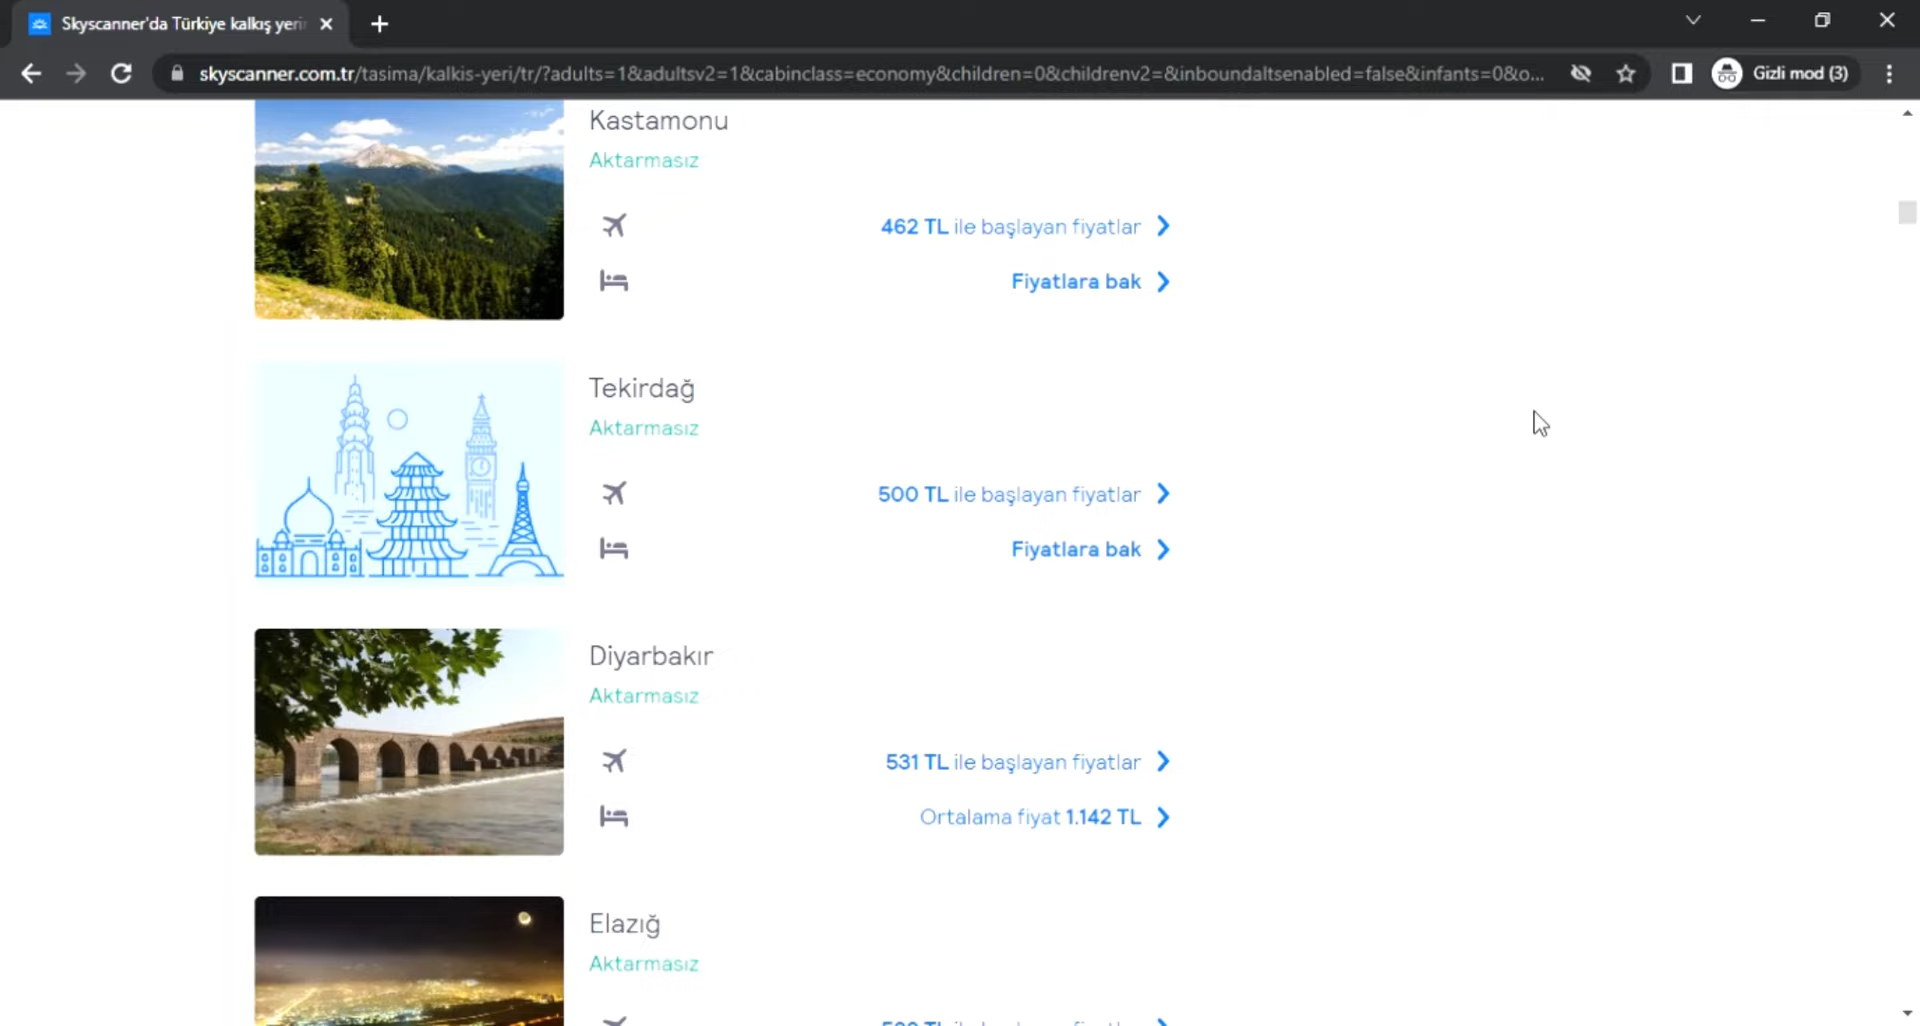 Skyscanner'da Türkiye kalkış yeri
skyscanner.com.tr/tasima/kalkis-yeri/tr/?adults=1&adultsv2=1&cabinclass=economy&children=0&childrenv2=&inboundaltsenabled=false&infants=0&o...
Gizli mod (3)
Kastamonu
Aktarmasız
462 TL ile başlayan fiyatlar
Fiyatlara bak
Tekirdağ
Aktarmasız
500 TL ile başlayan fiyatlar
Fiyatlara bak
Diyarbakır
Aktarmasız
531 TL ile başlayan fiyatlar
Ortalama fiyat 1.142 TL
Elazığ
Aktarmasız